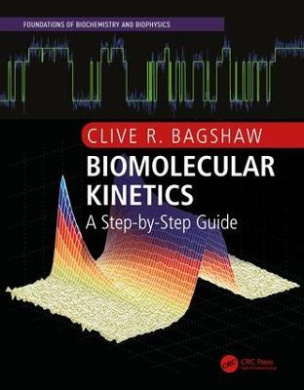 FOUNDATIONS OF BIOCHEMISTRY AND BIOPHYSICS
CLIVE R. BAGSHAW
BIOMOLECULAR
KINETICS
A Step-by-Step Guide
CRC Press